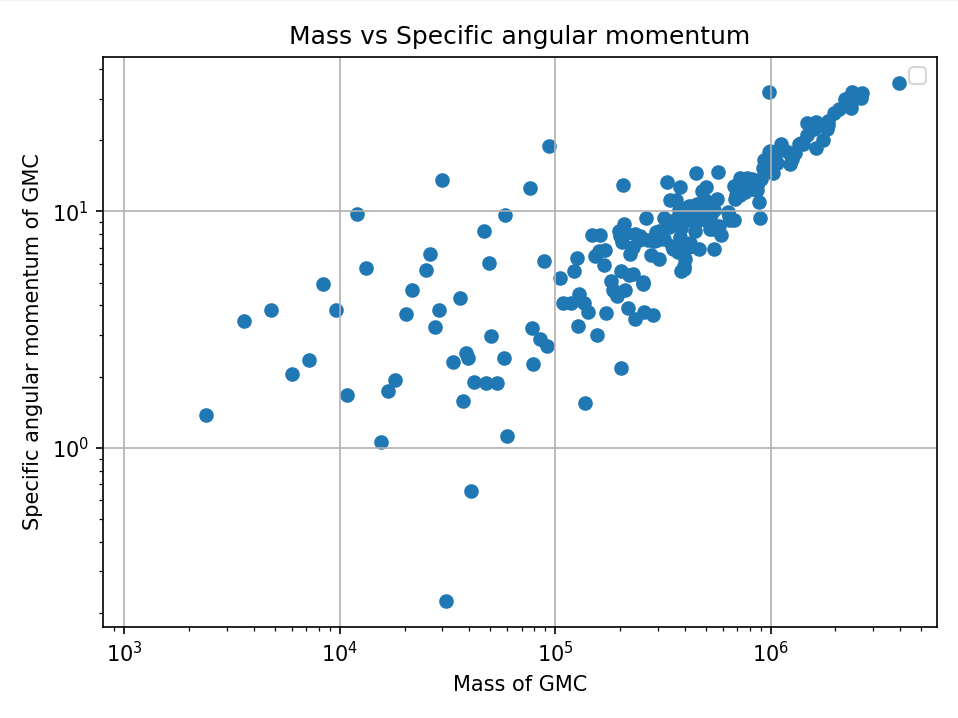 Mass vs Specific angular momentum
Specific angular momentum of GMC
10¹
10⁰
10³
10⁴
10⁵
10⁶
Mass of GMC